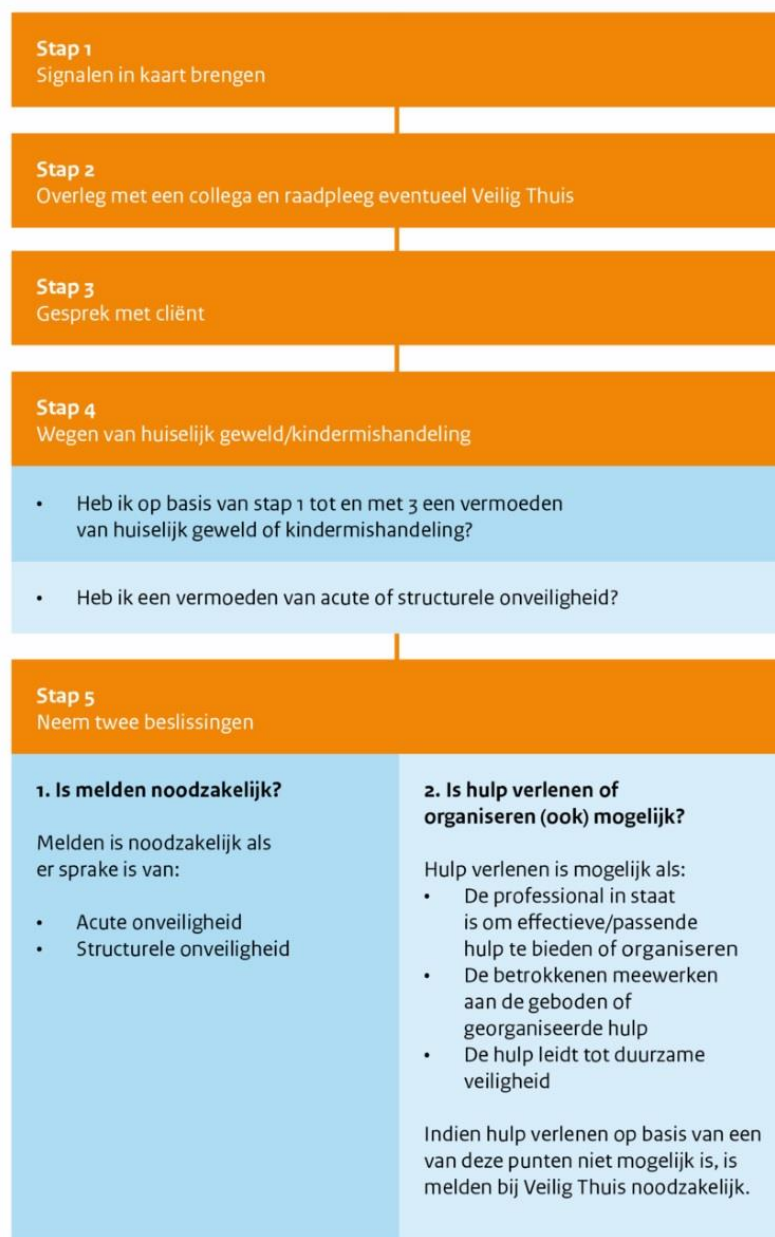 Stap 1
Signalen in kaart brengen
Stap 2
Overleg met een collega en raadpleeg eventueel Veilig Thuis
Stap 3
Gesprek met cliënt
Stap 4
Wegen van huiselijk geweld/kindermishandeling
• Heb ik op basis van stap 1 tot en met 3 een vermoeden
van huiselijk geweld of kindermishandeling?
• Heb ik een vermoeden van acute of structurele onveiligheid?
Stap 5
Neem twee beslissingen
1. Is melden noodzakelijk?
Melden is noodzakelijk als
er sprake is van:
• Acute onveiligheid
• Structurele onveiligheid
2. Is hulp verlenen of
organiseren (ook) mogelijk?
Hulp verlenen is mogelijk als:
• De professional in staat
is om effectieve/passende
hulp te bieden of organiseren
• De betrokkenen meewerken
aan de geboden of
georganiseerde hulp
• De hulp leidt tot duurzame
veiligheid
Indien hulp verlenen op basis van een
van deze punten niet mogelijk is, is
melden bij Veilig Thuis noodzakelijk.